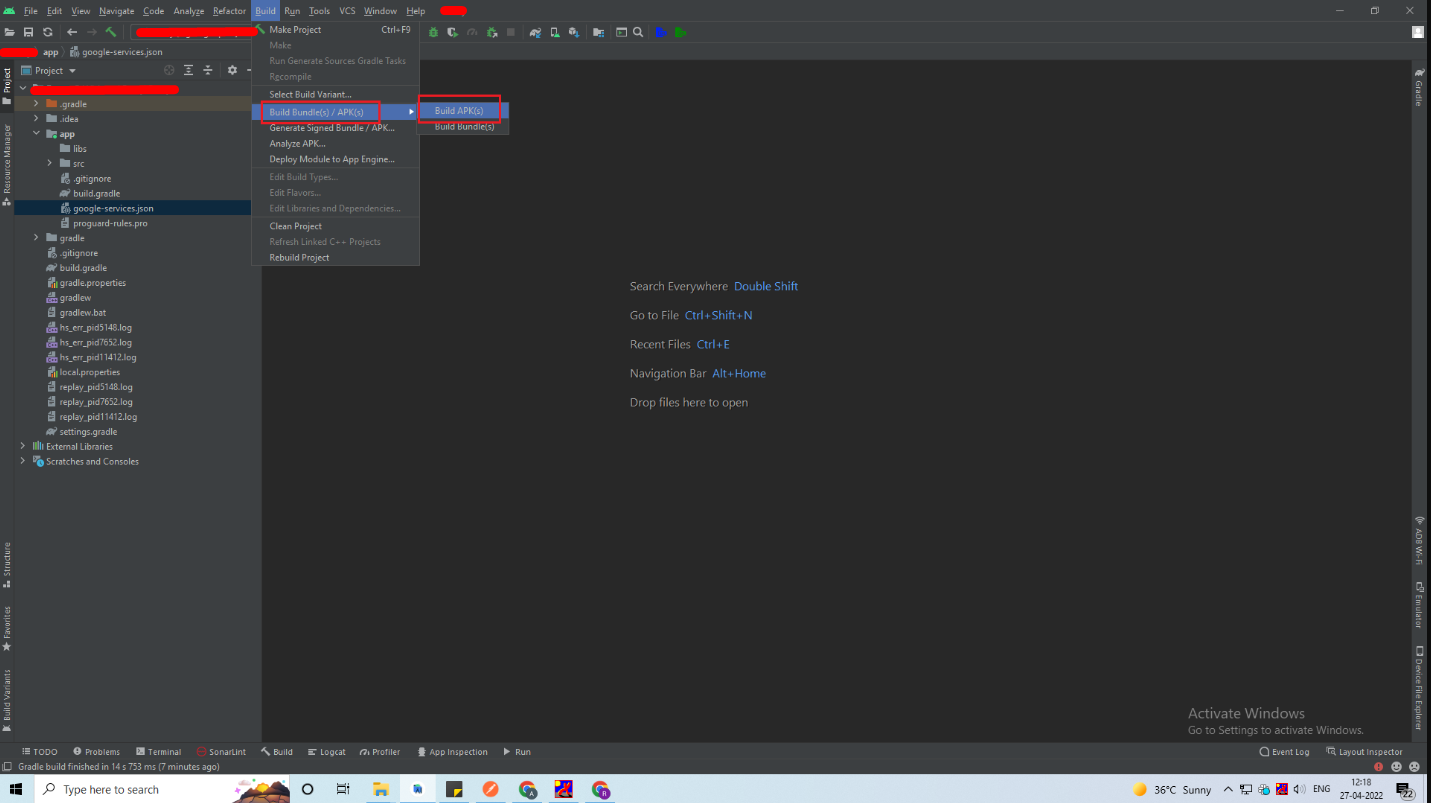 File Edit View Navigate Code Analyze Refactor Build Run Tools VCS Window Help
app google-services.json
Project
Make Project Ctrl+F9
Make
Run Generate Sources Gradle Tasks
Recompile
Select Build Variant...
Build Bundle(s) / APK(s)
Generate Signed Bundle / APK...
Analyze APK...
Deploy Module to App Engine...
Edit Build Types...
Edit Flavors...
Edit Libraries and Dependencies...
Clean Project
Refresh Linked C++ Projects
Rebuild Project
Build APK(s)
Build Bundle(s)
.gradle
.idea
app
libs
src
.gitignore
build.gradle
google-services.json
proguard-rules.pro
gradle
.gitignore
build.gradle
gradle.properties
gradlew
gradlew.bat
hs_err_pid5148.log
hs_err_pid7652.log
hs_err_pid11412.log
local.properties
replay_pid5148.log
replay_pid7652.log
replay_pid11412.log
settings.gradle
External Libraries
Scratches and Consoles
Project
Resource Manager
Structure
Favorites
Build Variants
Search Everywhere Double Shift
Go to File Ctrl+Shift+N
Recent Files Ctrl+E
Navigation Bar Alt+Home
Drop files here to open
Gradle
ADB Wi-Fi
Emulator
Device File Explorer
Activate Windows
Go to Settings to activate Windows.
TODO Problems Terminal SonarLint Build Logcat Profiler App Inspection Run Event Log Layout Inspector
Gradle build finished in 14 s 753 ms (7 minutes ago)
Type here to search
36°C Sunny
ENG
12:18
27-04-2022
22